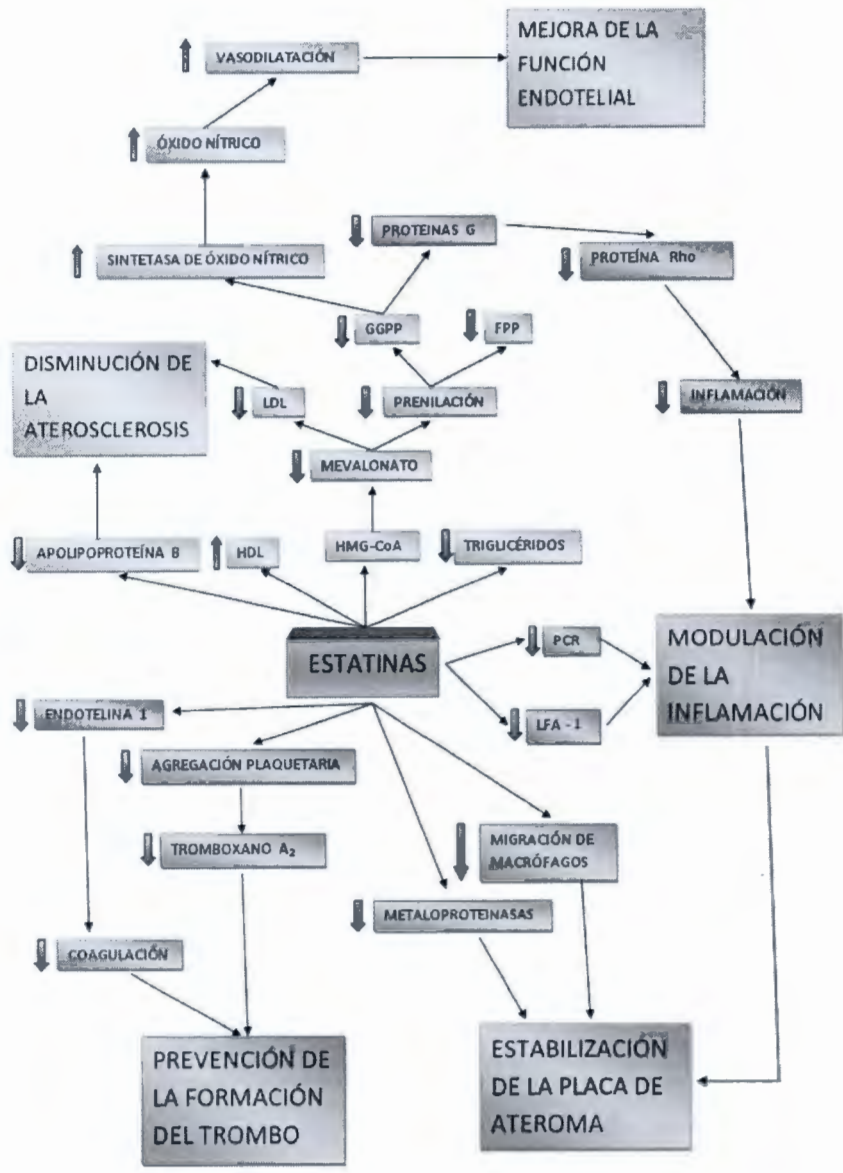 MEJORA DE LA
FUNCIÓN
ENDOTELIAL
VASODILATACIÓN
ÓXIDO NÍTRICO
PROTEINAS G
SINTETASA DE ÓXIDO NÍTRICO
PROTEÍNA Rho
GGPP
FPP
DISMINUCIÓN DE
LA
ATEROSCLEROSIS
LDL
PRENILACIÓN
INFLAMACIÓN
MEVALONATO
APOLIPOPROTEÍNA B
HDL
HMG-CoA
TRIGLICÉRIDOS
ESTATINAS
PCR
LFA - 1
MODULACIÓN
DE LA
INFLAMACIÓN
ENDOTELINA 1
AGREGACIÓN PLAQUETARIA
TROMBOXANO A₂
MIGRACIÓN DE
MACRÓFAGOS
METALOPROTEINASAS
COAGULACIÓN
PREVENCIÓN DE
LA FORMACIÓN
DEL TROMBO
ESTABILIZACIÓN
DE LA PLACA DE
ATEROMA